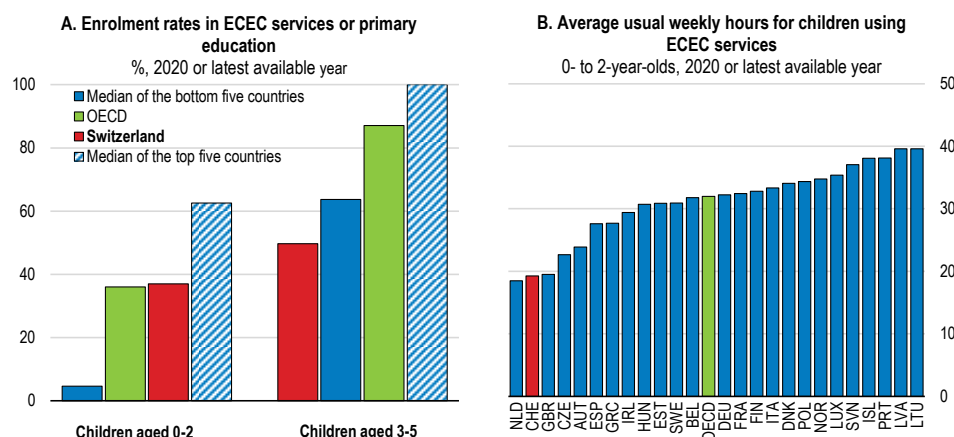 A. Enrolment rates in ECEC services or primary
education
%, 2020 or latest available year
100
80
60
40
20
0
Median of the bottom five countries
OECD
Switzerland
Median of the top five countries
Children aged 0-2
Children aged 3-5
B. Average usual weekly hours for children using
ECEC services
0- to 2-year-olds, 2020 or latest available year
50
40
30
20
10
0
NLD
CHE
GBR
CZE
AUT
ESP
GRC
IRL
HUN
EST
SWE
BEL
OECD
DEU
FRA
FIN
ITA
DNK
POL
NOR
LUX
SVN
ISL
PRT
LVA
LTU